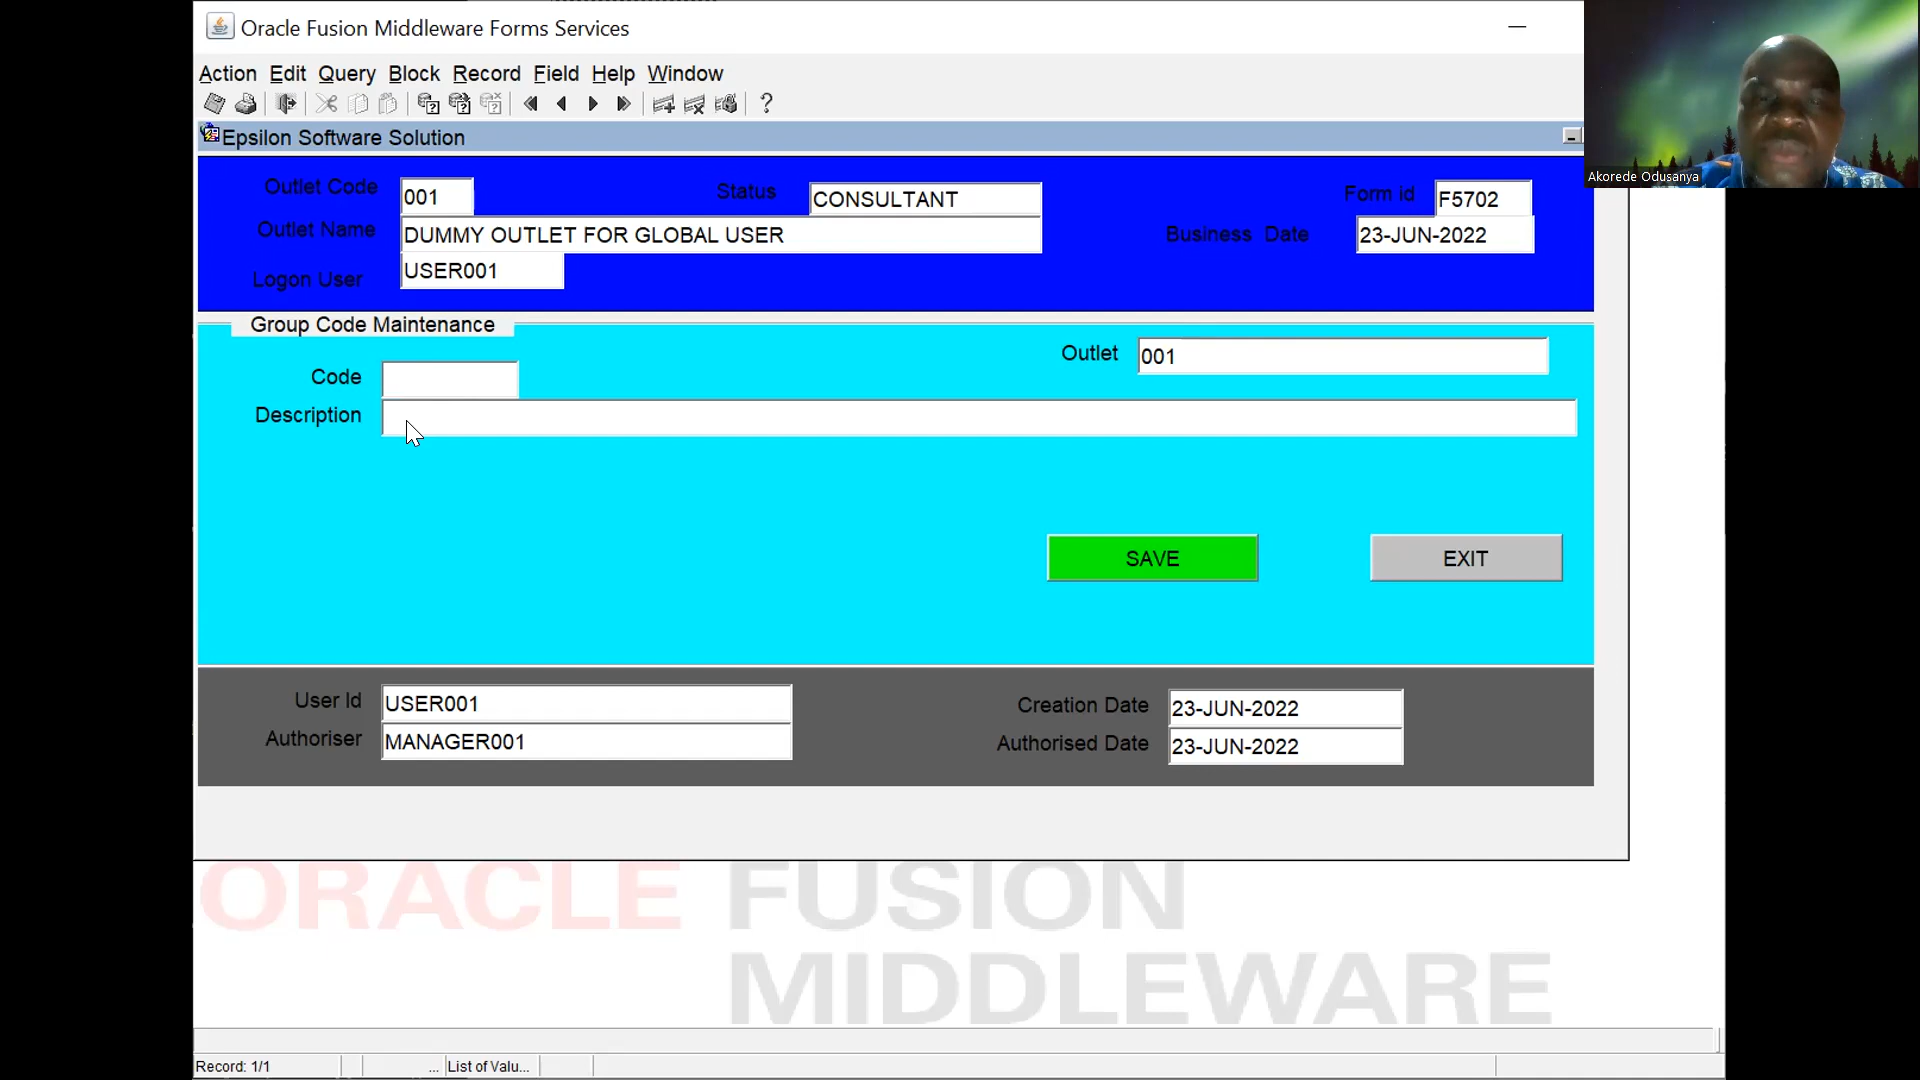 Oracle Fusion Middleware Forms Services
Action Edit Query Block Record Field Help Window
Epsilon Software Solution
Outlet Code 001 Status CONSULTANT Form id F5702
Outlet Name DUMMY OUTLET FOR GLOBAL USER Business Date 23-JUN-2022
Logon User USER001
Akorede Odusanya
Group Code Maintenance
Outlet 001
Code
Description
SAVE EXIT
User Id USER001 Creation Date 23-JUN-2022
Authoriser MANAGER001 Authorised Date 23-JUN-2022
ORACLE FUSION
MIDDLEWARE
Record: 1/1 ... List of Valu...